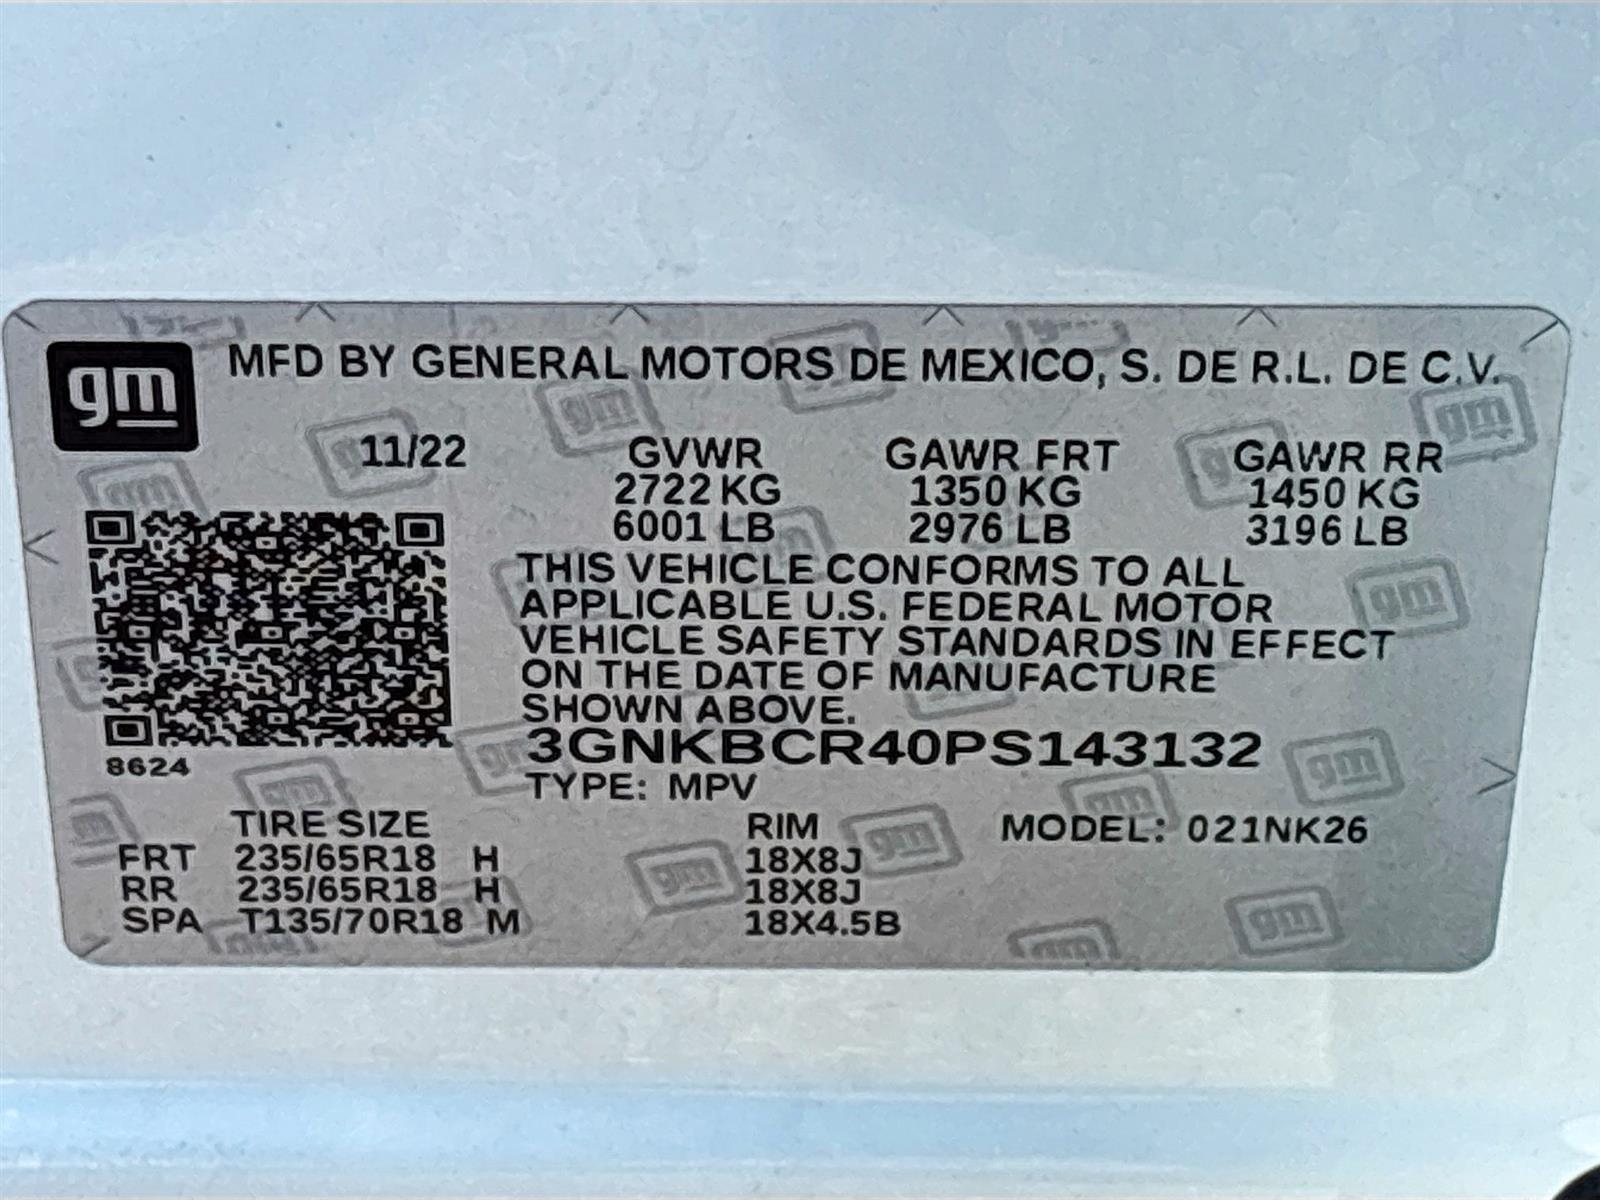 gm
MFD BY GENERAL MOTORS DE MEXICO, S. DE R.L. DE C.V.
11/22 GVWR GAWR FRT GAWR RR
2722 KG 1350 KG 1450 KG
6001 LB 2976 LB 3196 LB
THIS VEHICLE CONFORMS TO ALL
APPLICABLE U.S. FEDERAL MOTOR
VEHICLE SAFETY STANDARDS IN EFFECT
ON THE DATE OF MANUFACTURE
SHOWN ABOVE.
3GNKBCR40PS143132
8624
TYPE: MPV
TIRE SIZE RIM MODEL: 021NK26
FRT 235/65R18 H 18X8J
RR 235/65R18 H 18X8J
SPA T135/70R18 M 18X4.5B